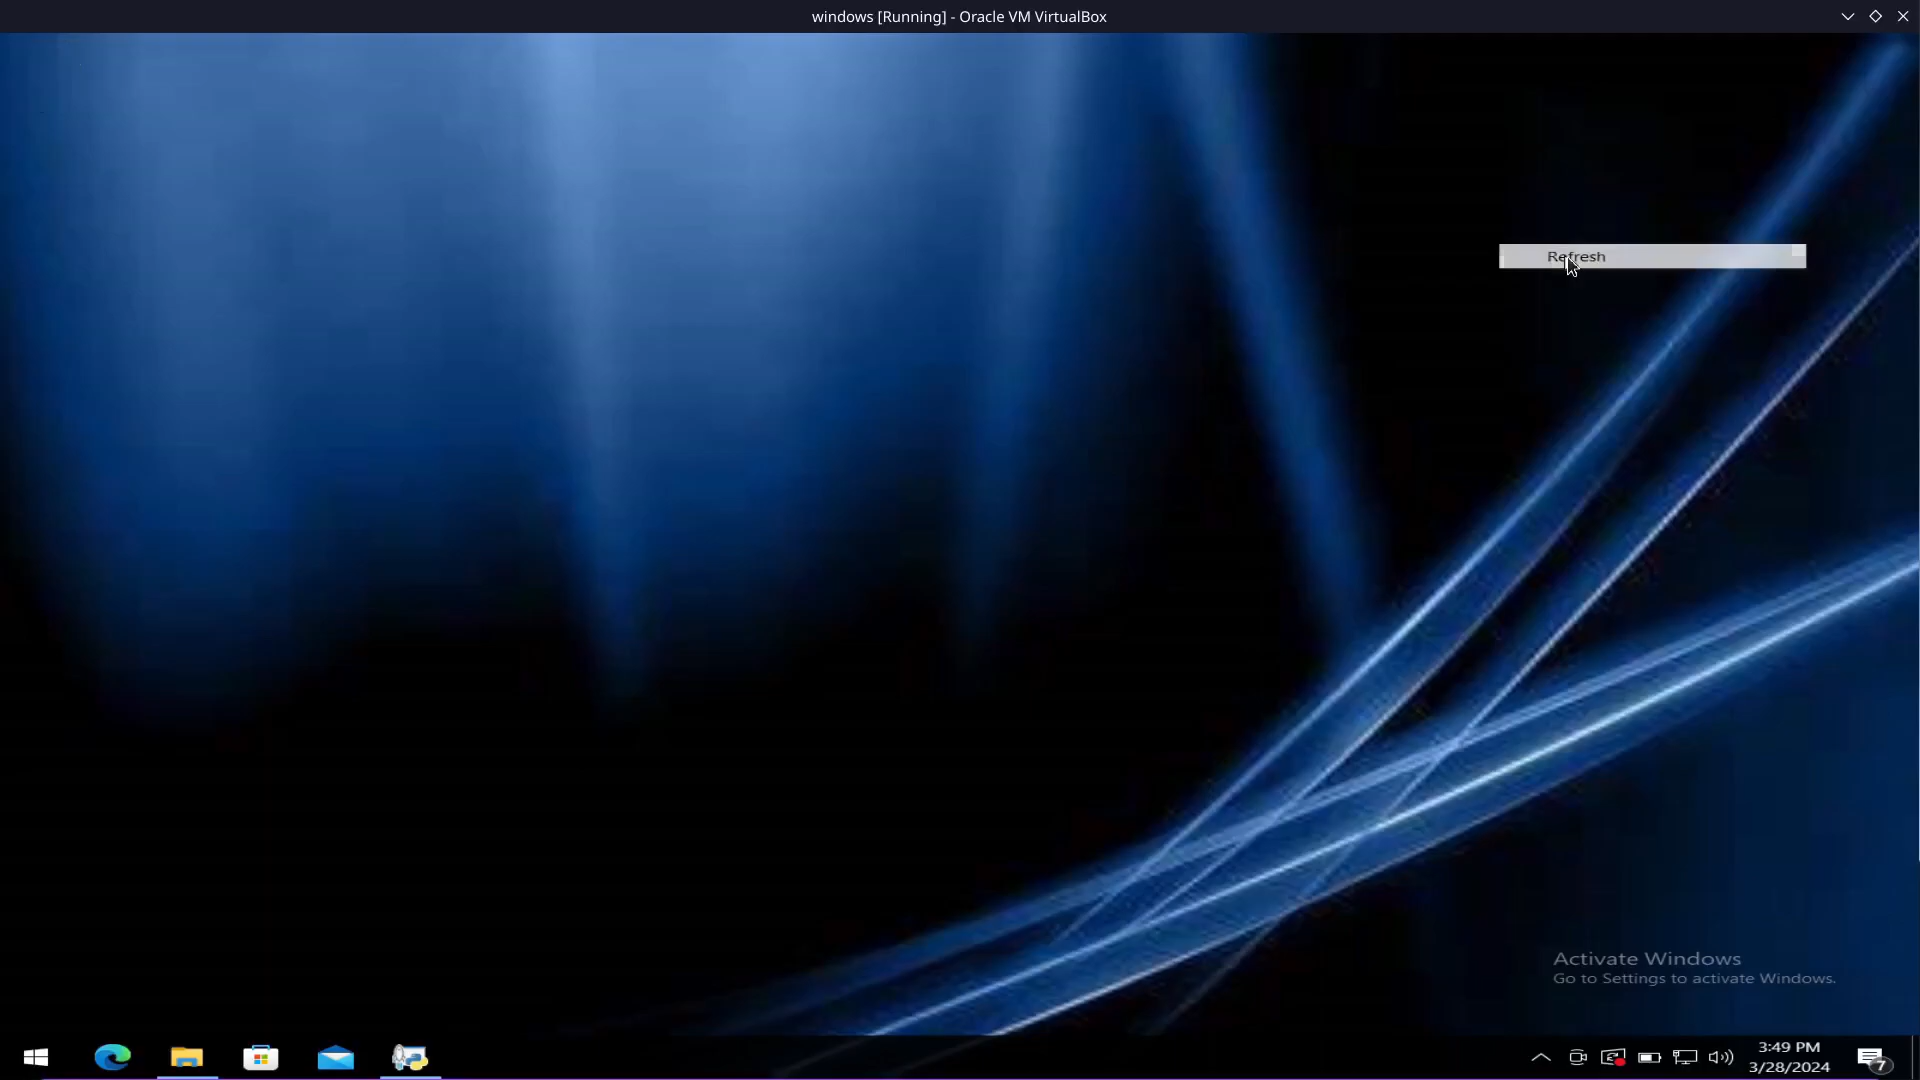 windows [Running] - Oracle VM VirtualBox
Refresh
Activate Windows
Go to Settings to activate Windows.
3:49 PM
3/28/2024
7